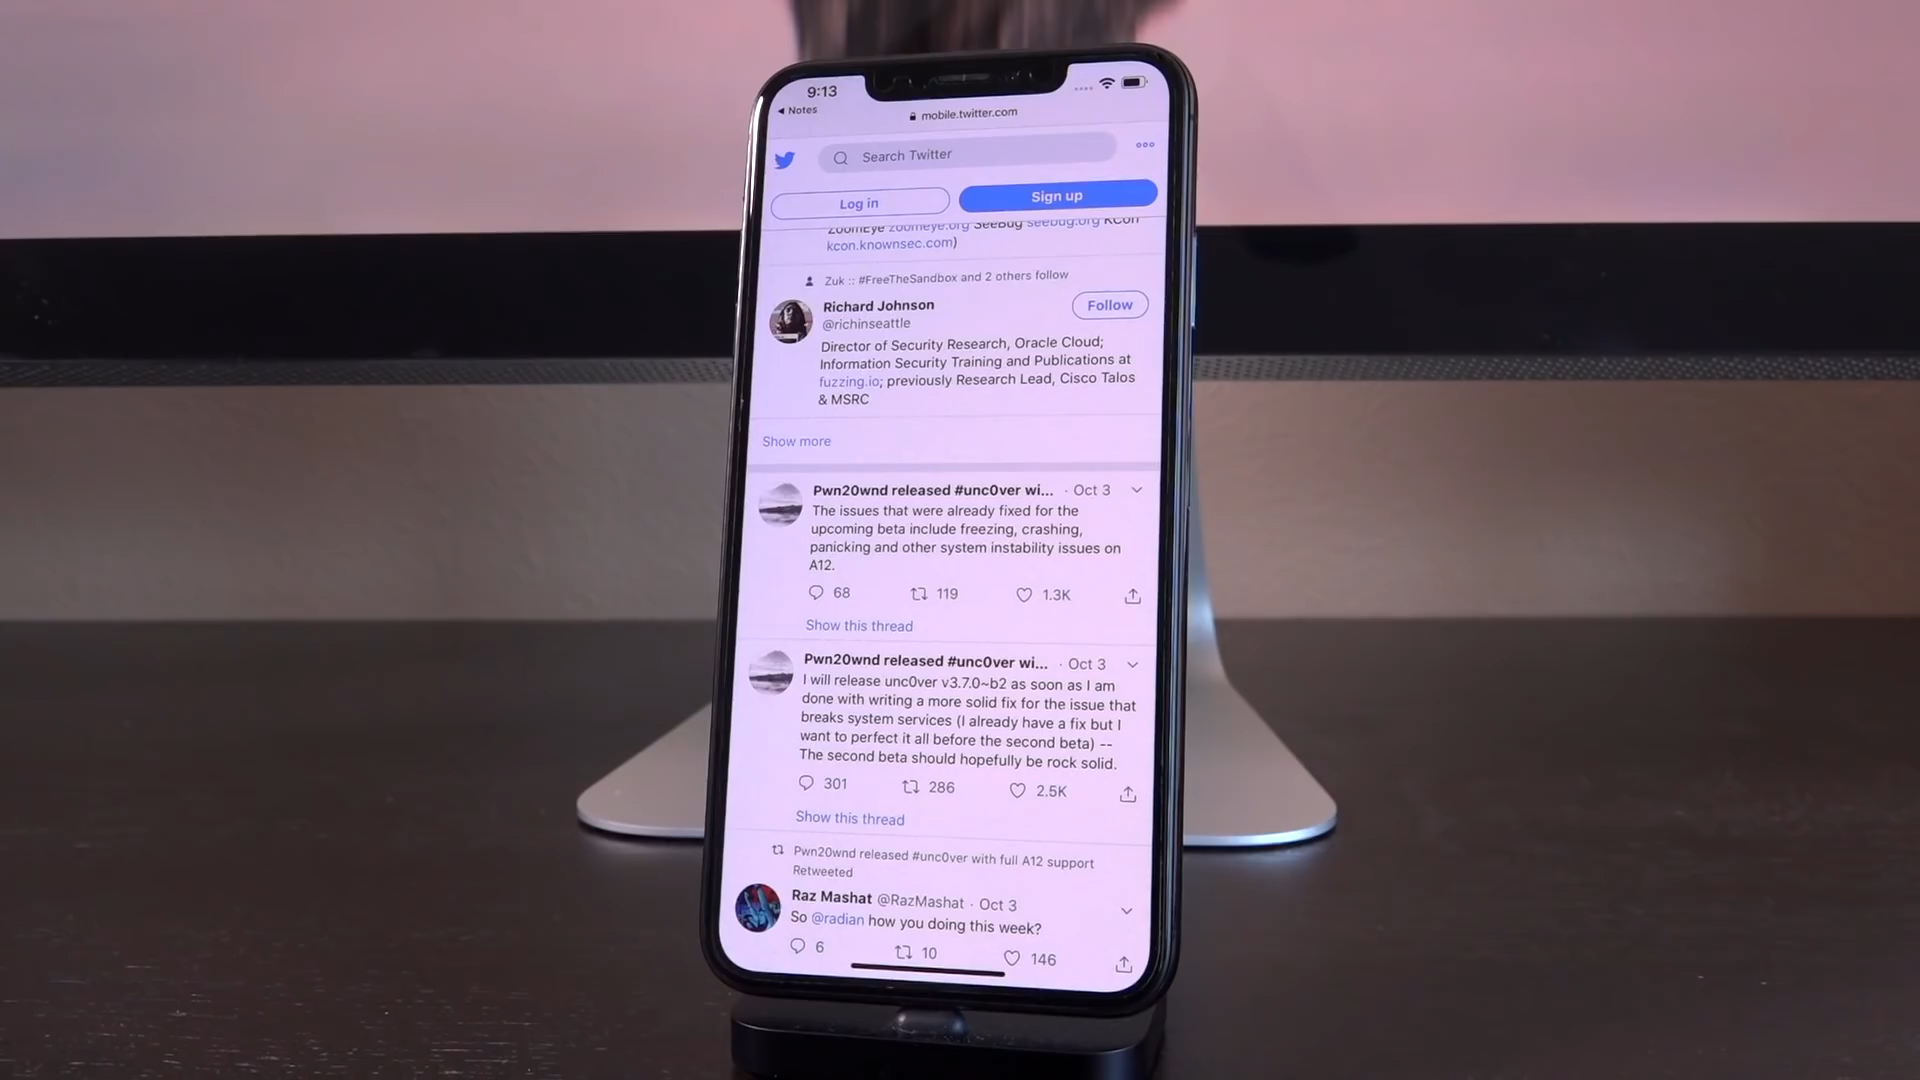 9:13
Notes
mobile.twitter.com
Search Twitter
Log in
Sign up
ZoomEye zoomeye.org SeeBug seebug.org KCon
kcon.knownsec.com)
Zuk :: #FreeTheSandbox and 2 others follow
Richard Johnson
Follow
@richinseattle
Director of Security Research, Oracle Cloud;
Information Security Training and Publications at
fuzzing.io; previously Research Lead, Cisco Talos
& MSRC
Show more
Pwn20wnd released #unc0ver wi... · Oct 3
The issues that were already fixed for the
upcoming beta include freezing, crashing,
panicking and other system instability issues on
A12.
68 119 1.3K
Show this thread
Pwn20wnd released #unc0ver wi... · Oct 3
I will release unc0ver v3.7.0~b2 as soon as I am
done with writing a more solid fix for the issue that
breaks system services (I already have a fix but I
want to perfect it all before the second beta) --
The second beta should hopefully be rock solid.
301 286 2.5K
Show this thread
Pwn20wnd released #unc0ver with full A12 support
Retweeted
Raz Mashat @RazMashat · Oct 3
So @radian how you doing this week?
6 10 146